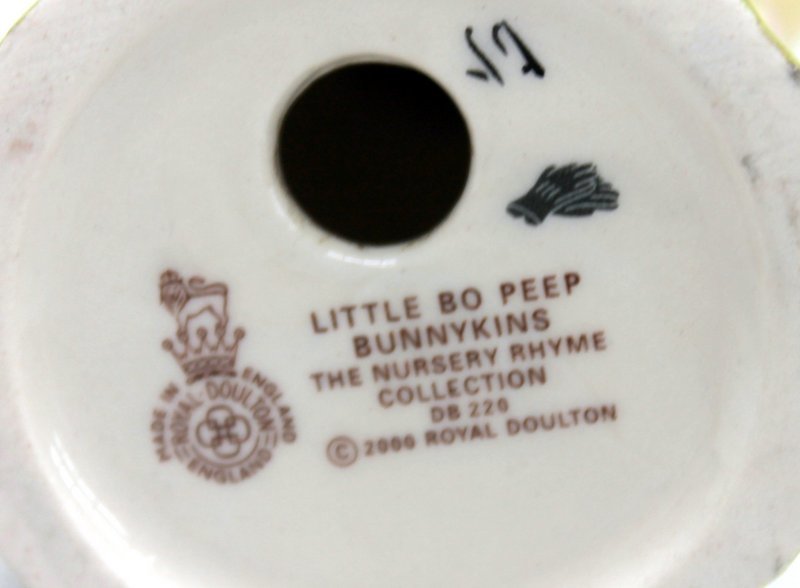 LITTLE BO PEEP
BUNNYKINS
THE NURSERY RHYME
COLLECTION
DB 220
© 2000 ROYAL DOULTON
MADE IN ENGLAND
ROYAL DOULTON
ENGLAND